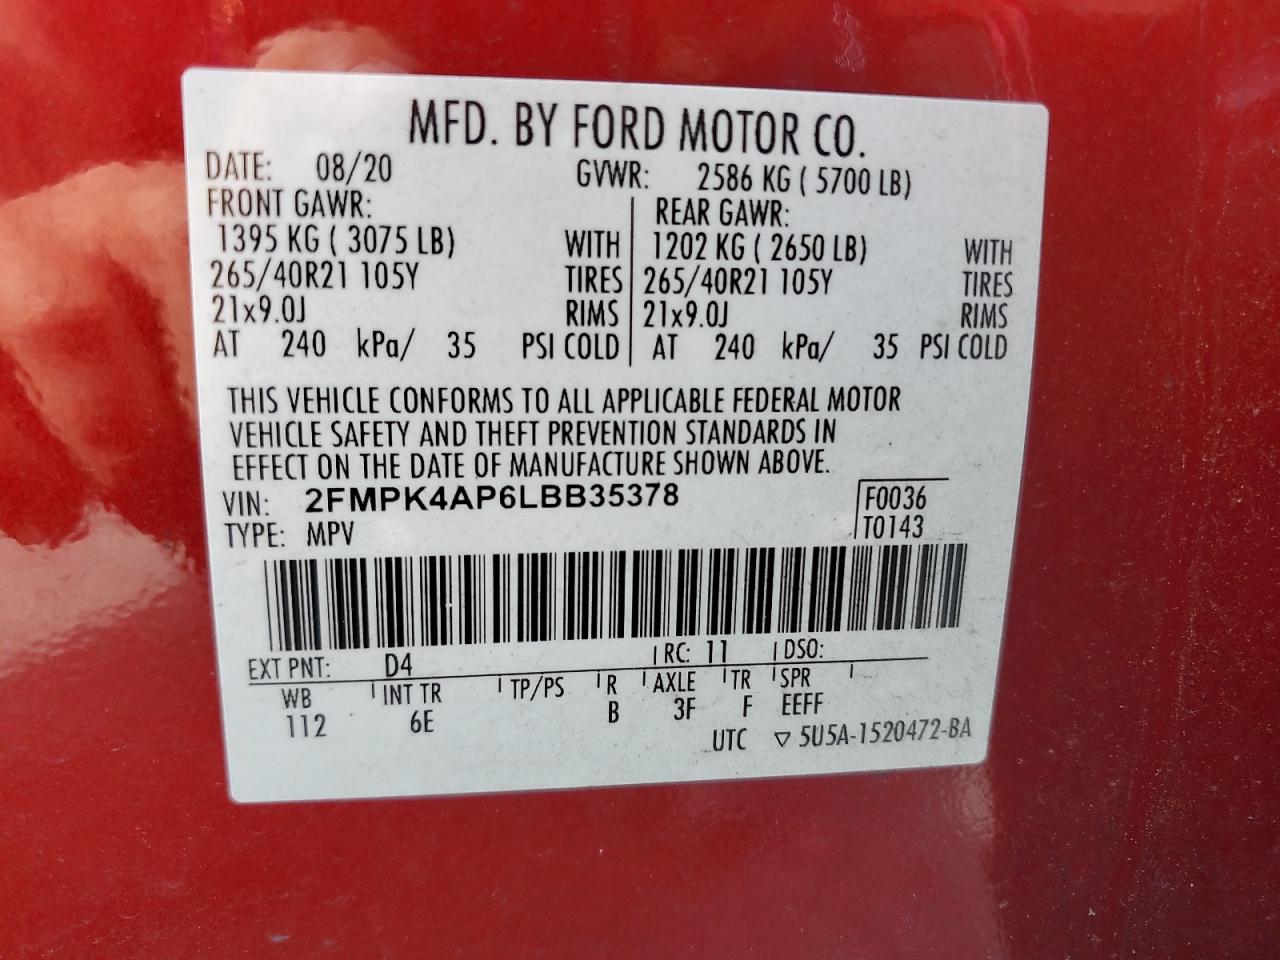 MFD. BY FORD MOTOR CO.
DATE: 08/20 GVWR: 2586 KG ( 5700 LB)
FRONT GAWR: REAR GAWR:
1395 KG ( 3075 LB) WITH 1202 KG ( 2650 LB) WITH
265/40R21 105Y TIRES 265/40R21 105Y TIRES
21x9.0J RIMS 21x9.0J RIMS
AT 240 kPa/ 35 PSI COLD AT 240 kPa/ 35 PSI COLD
THIS VEHICLE CONFORMS TO ALL APPLICABLE FEDERAL MOTOR
VEHICLE SAFETY AND THEFT PREVENTION STANDARDS IN
EFFECT ON THE DATE OF MANUFACTURE SHOWN ABOVE.
VIN: 2FMPK4AP6LBB35378 F0036
TYPE: MPV T0143
EXT PNT: D4 RC: 11 DSO:
WB INT TR TP/PS R AXLE TR SPR
112 6E B 3F F EEFF
UTC ▽ 5U5A-1520472-BA